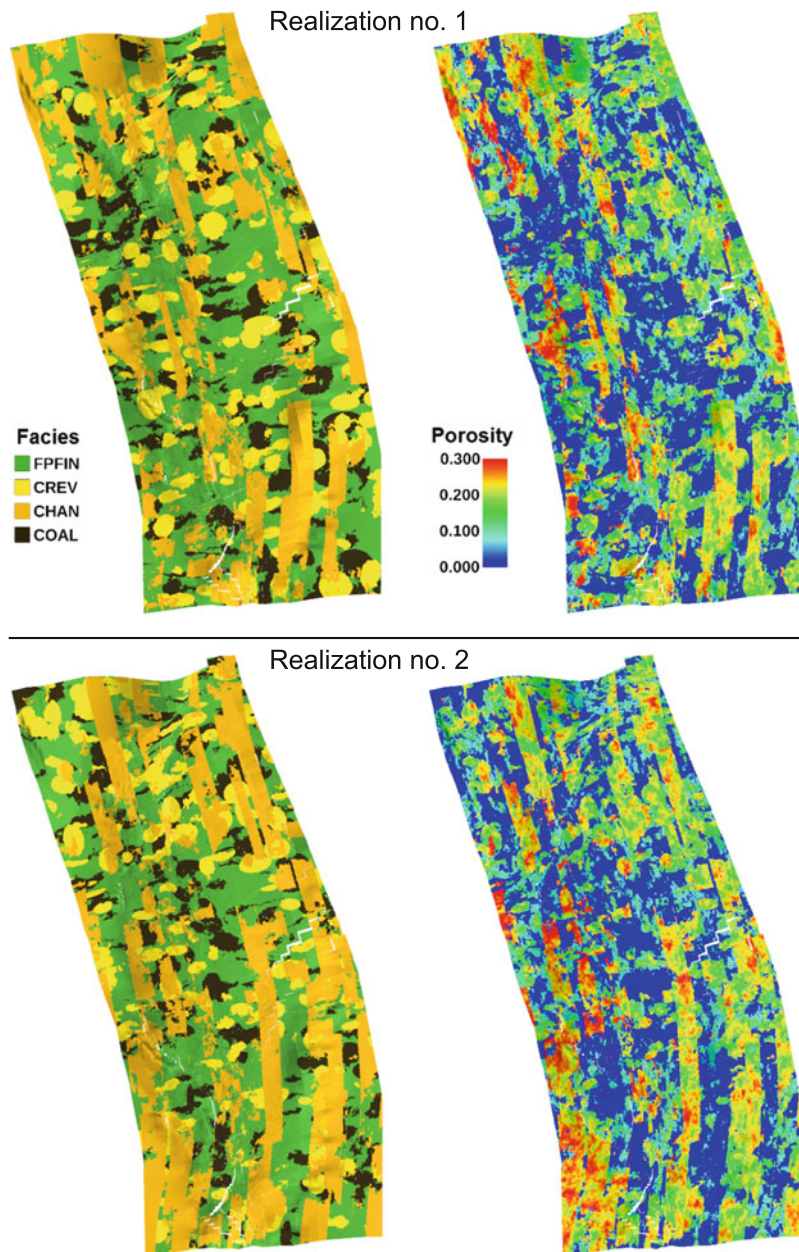 Realization no. 1
Facies
FPFIN
CREV
CHAN
COAL
Porosity
0.300
0.200
0.100
0.000
Realization no. 2